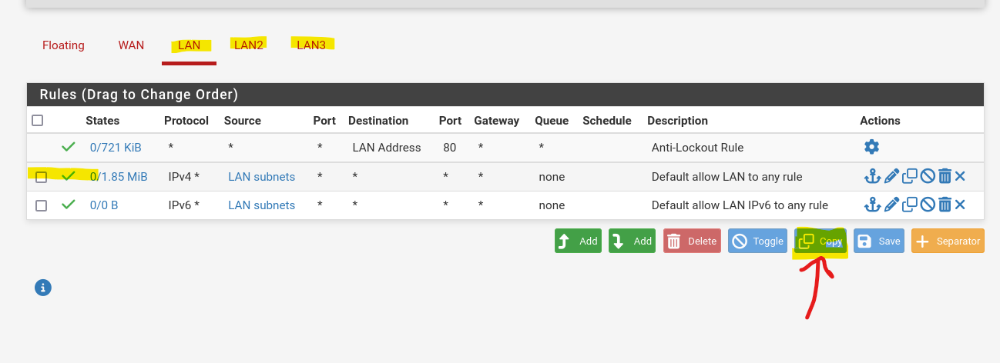 Floating WAN LAN LAN2 LAN3
Rules (Drag to Change Order)
States Protocol Source Port Destination Port Gateway Queue Schedule Description Actions
0/721 KiB * * * LAN Address 80 * * Anti-Lockout Rule
0/1.85 MiB IPv4 * LAN subnets * * * * none Default allow LAN to any rule
0/0 B IPv6 * LAN subnets * * * * none Default allow LAN IPv6 to any rule
Add Add Delete Toggle Copy Save Separator